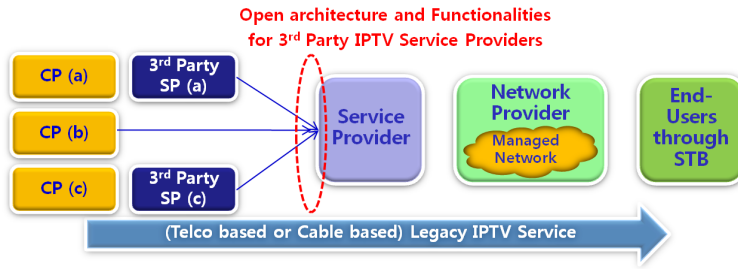 Open architecture and Functionalities
for 3rd Party IPTV Service Providers
CP (a)
3rd Party
SP (a)
CP (b)
CP (c)
3rd Party
SP (c)
Service
Provider
Network
Provider
Managed
Network
End-
Users
through
STB
(Telco based or Cable based) Legacy IPTV Service